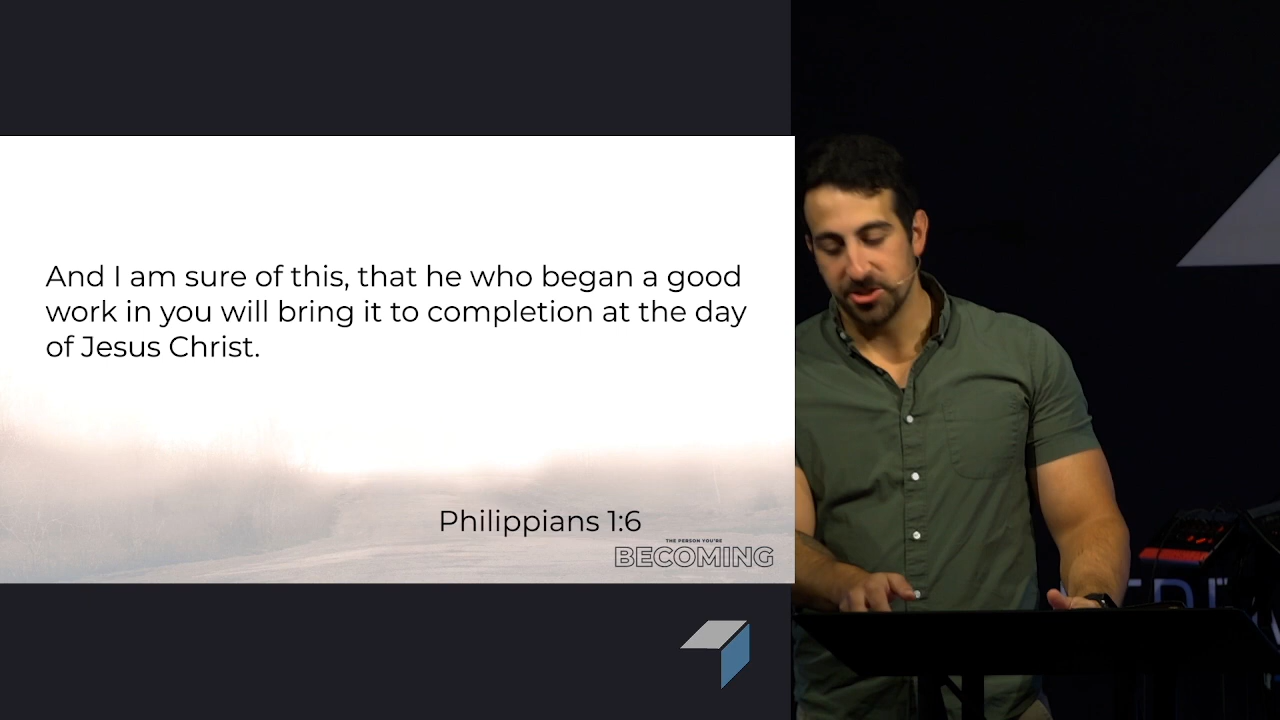 And I am sure of this, that he who began a good
work in you will bring it to completion at the day
of Jesus Christ.
Philippians 1:6
THE PERSON YOU'RE
BECOMING